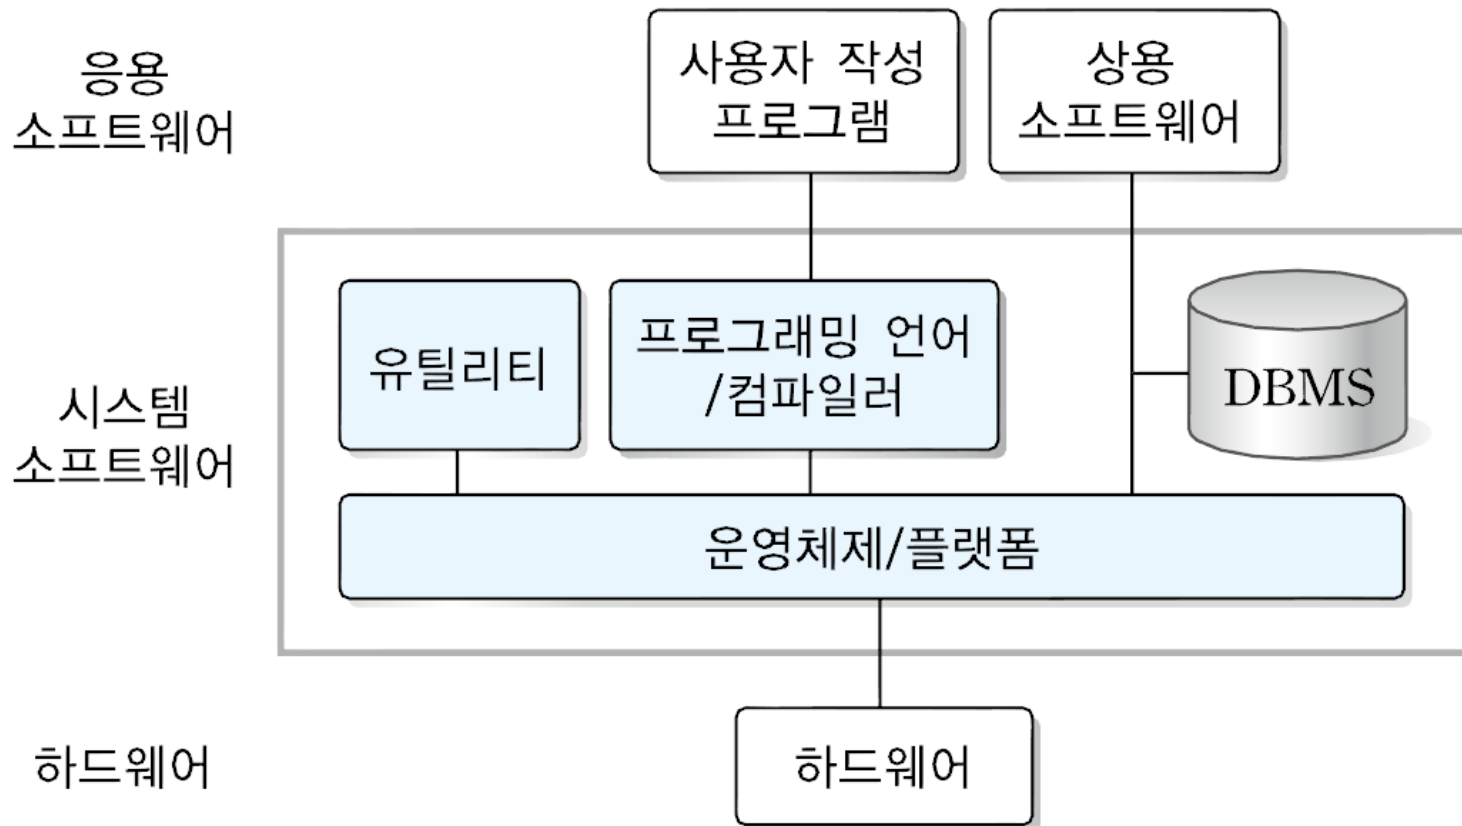 응용
소프트웨어
사용자 작성
프로그램
상용
소프트웨어
시스템
소프트웨어
유틸리티
프로그래밍 언어
/컴파일러
DBMS
운영체제/플랫폼
하드웨어
하드웨어